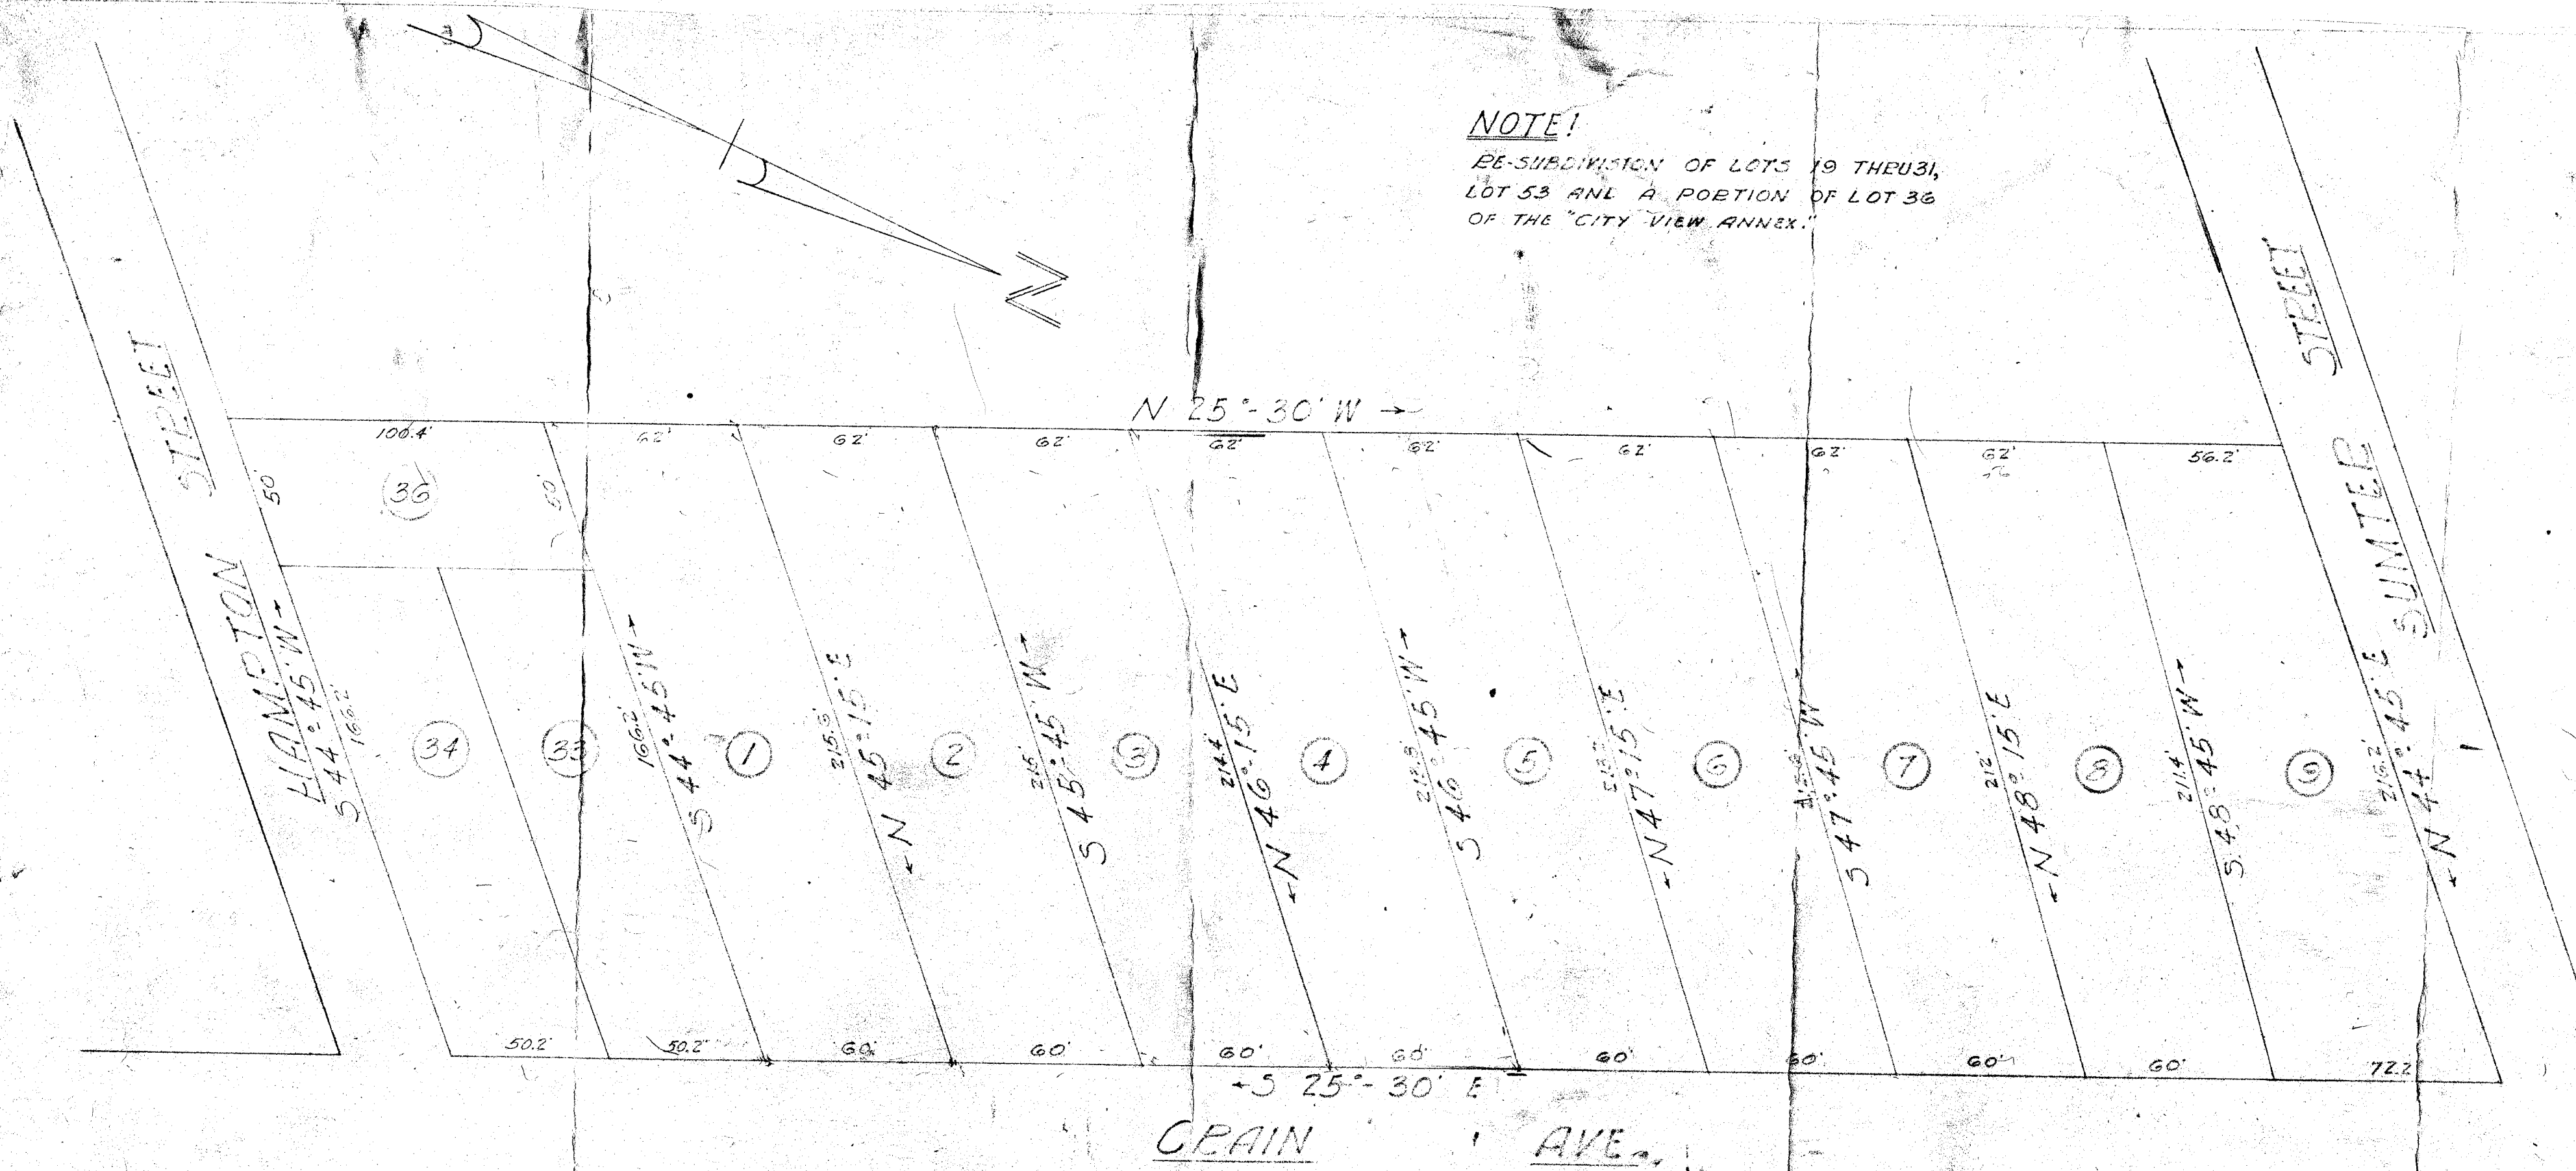 NOTE!
RE-SUBDIVISION OF LOTS 19 THRU 31,
LOT 53 AND A PORTION OF LOT 36
OF THE "CITY VIEW ANNEX."
N
HAMPTON STREET
SUMTER STREET
N 25°-30' W →
100.4' 62' 62' 62' 62' 62' 62' 62' 62' 56.2'
50'
36
50'
S 44°-45' W →
166.2'
34
33
166.2'
S 44°-45' W →
1
215.5'
← N 45°-15' E
2
215'
S 45°-45' W →
3
214.4'
← N 46°-15' E
4
S 46°-45' W →
5
← N 47°-15' E
6
S 47°-45' W
7
212'
← N 48°-15' E
8
211.4'
S 48°-45' W →
9
216.2'
← N 44°-45' E
50.2' 50.2' 60' 60' 60' 60' 60' 60' 60' 60' 72.2'
← S 25°-30' E
CRAIN AVE.